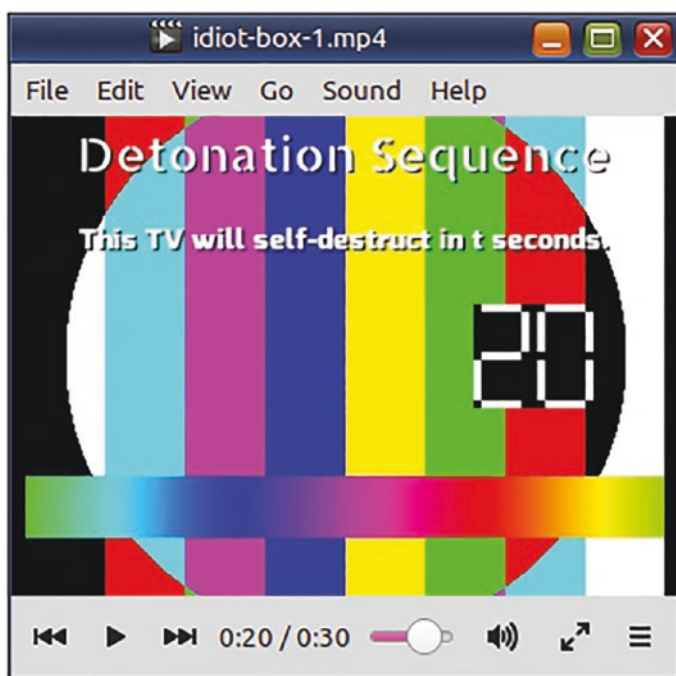 idiot-box-1.mp4
File Edit View Go Sound Help
Detonation Sequence
This TV will self-destruct in t seconds.
20
0:20 / 0:30